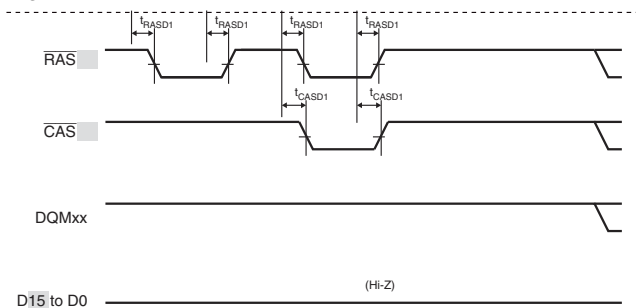 tRASD1 tRASD1 tRASD1 tRASD1
RAS
tCASD1 tCASD1
CAS
DQMxx
(Hi-Z)
D15 to D0